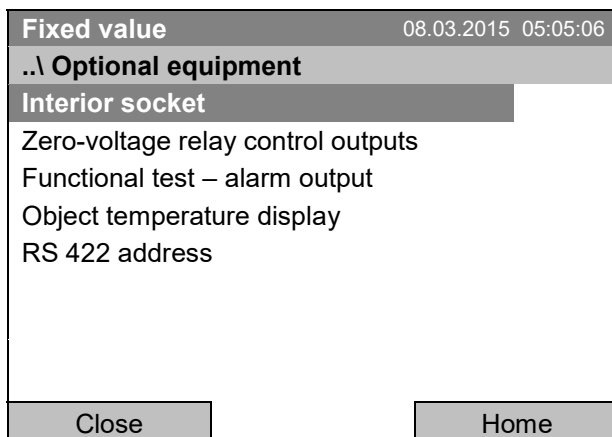 Fixed value 08.03.2015 05:05:06
..\ Optional equipment
Interior socket
Zero-voltage relay control outputs
Functional test – alarm output
Object temperature display
RS 422 address
Close Home